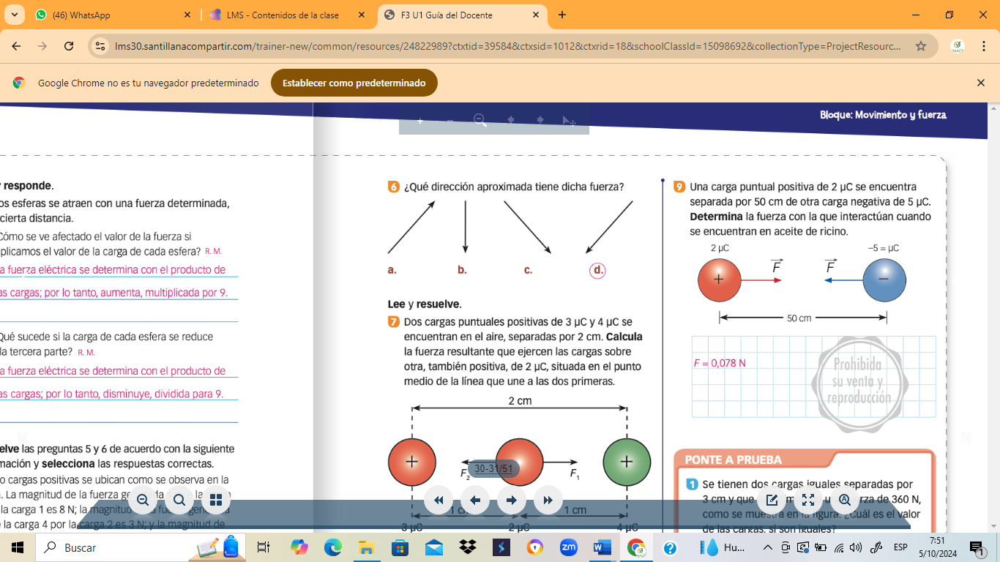 (46) WhatsApp
LMS - Contenidos de la clase
F3 U1 Guía del Docente
lms30.santillanacompartir.com/trainer-new/common/resources/24822989?ctxtid=39584&ctxsid=1012&ctxrid=18&schoolClassId=15098692&collectionType=ProjectResourc...
Google Chrome no es tu navegador predeterminado
Establecer como predeterminado
Bloque: Movimiento y fuerza
responde.
os esferas se atraen con una fuerza determinada,
cierta distancia.
Cómo se ve afectado el valor de la fuerza si
plicamos el valor de la carga de cada esfera? R. M.
a fuerza eléctrica se determina con el producto de
as cargas; por lo tanto, aumenta, multiplicada por 9.
Qué sucede si la carga de cada esfera se reduce
la tercera parte? R. M.
a fuerza eléctrica se determina con el producto de
as cargas; por lo tanto, disminuye, dividida para 9.
elve las preguntas 5 y 6 de acuerdo con la siguiente
mación y selecciona las respuestas correctas.
o cargas positivas se ubican como se observa en la
. La magnitud de la fuerza
la carga 1 es 8 N; la magnitud
la carga 4 por la carga 2 es 3 N; y la magnitud de
6 ¿Qué dirección aproximada tiene dicha fuerza?
a. b. c. d.
Lee y resuelve.
7 Dos cargas puntuales positivas de 3 µC y 4 µC se
encuentran en el aire, separadas por 2 cm. Calcula
la fuerza resultante que ejercen las cargas sobre
otra, también positiva, de 2 µC, situada en el punto
medio de la línea que une a las dos primeras.
2 cm
+ +
F2 F1
30-31/51
1 cm 1 cm
3 µC 2 µC 4 µC
9 Una carga puntual positiva de 2 µC se encuentra
separada por 50 cm de otra carga negativa de 5 µC.
Determina la fuerza con la que interactúan cuando
se encuentran en aceite de ricino.
2 µC –5 = µC
+ F F −
50 cm
F = 0,078 N
Prohibida
su venta y
reproducción
PONTE A PRUEBA
1 Se tienen dos cargas iguales separadas por
3 cm y que fuerza de 360 N,
como se muestra en la figura. ¿Cuál es el valor
de las cargas, si son iguales?
Buscar
Hu...
ESP
7:51
5/10/2024
1